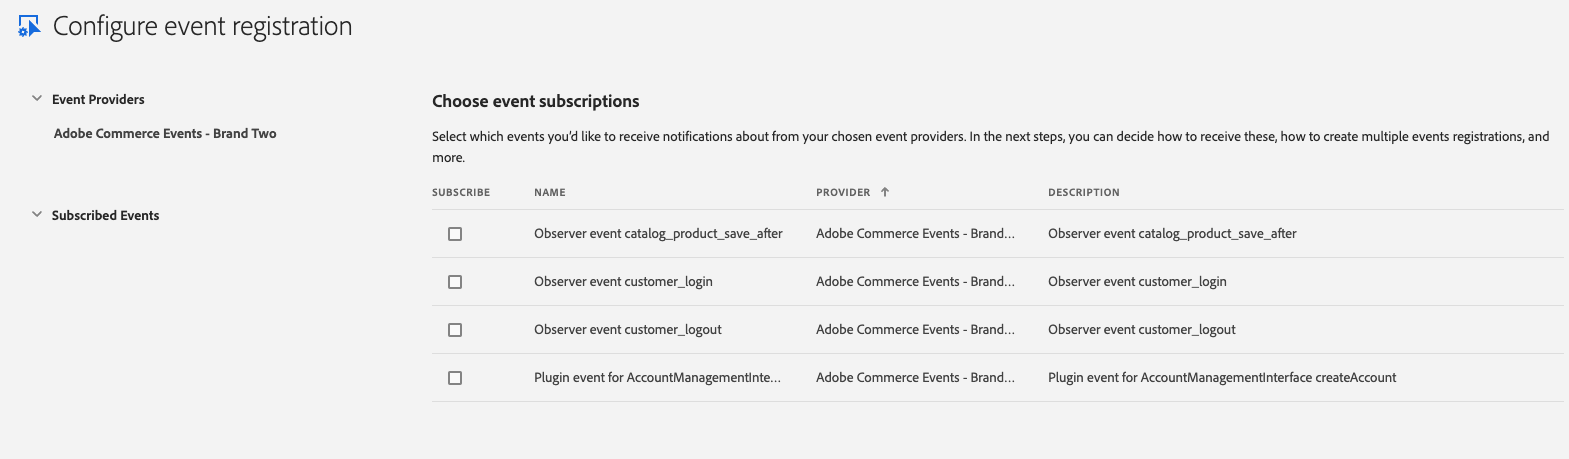 Configure event registration
Event Providers
Adobe Commerce Events - Brand Two
Subscribed Events
Choose event subscriptions
Select which events you'd like to receive notifications about from your chosen event providers. In the next steps, you can decide how to receive these, how to create multiple events registrations, and
more.
SUBSCRIBE NAME PROVIDER DESCRIPTION
Observer event catalog_product_save_after Adobe Commerce Events - Brand... Observer event catalog_product_save_after
Observer event customer_login Adobe Commerce Events - Brand... Observer event customer_login
Observer event customer_logout Adobe Commerce Events - Brand... Observer event customer_logout
Plugin event for AccountManagementInte... Adobe Commerce Events - Brand... Plugin event for AccountManagementInterface createAccount